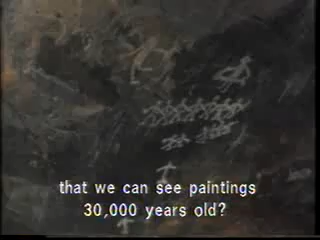 that we can see paintings
30,000 years old?